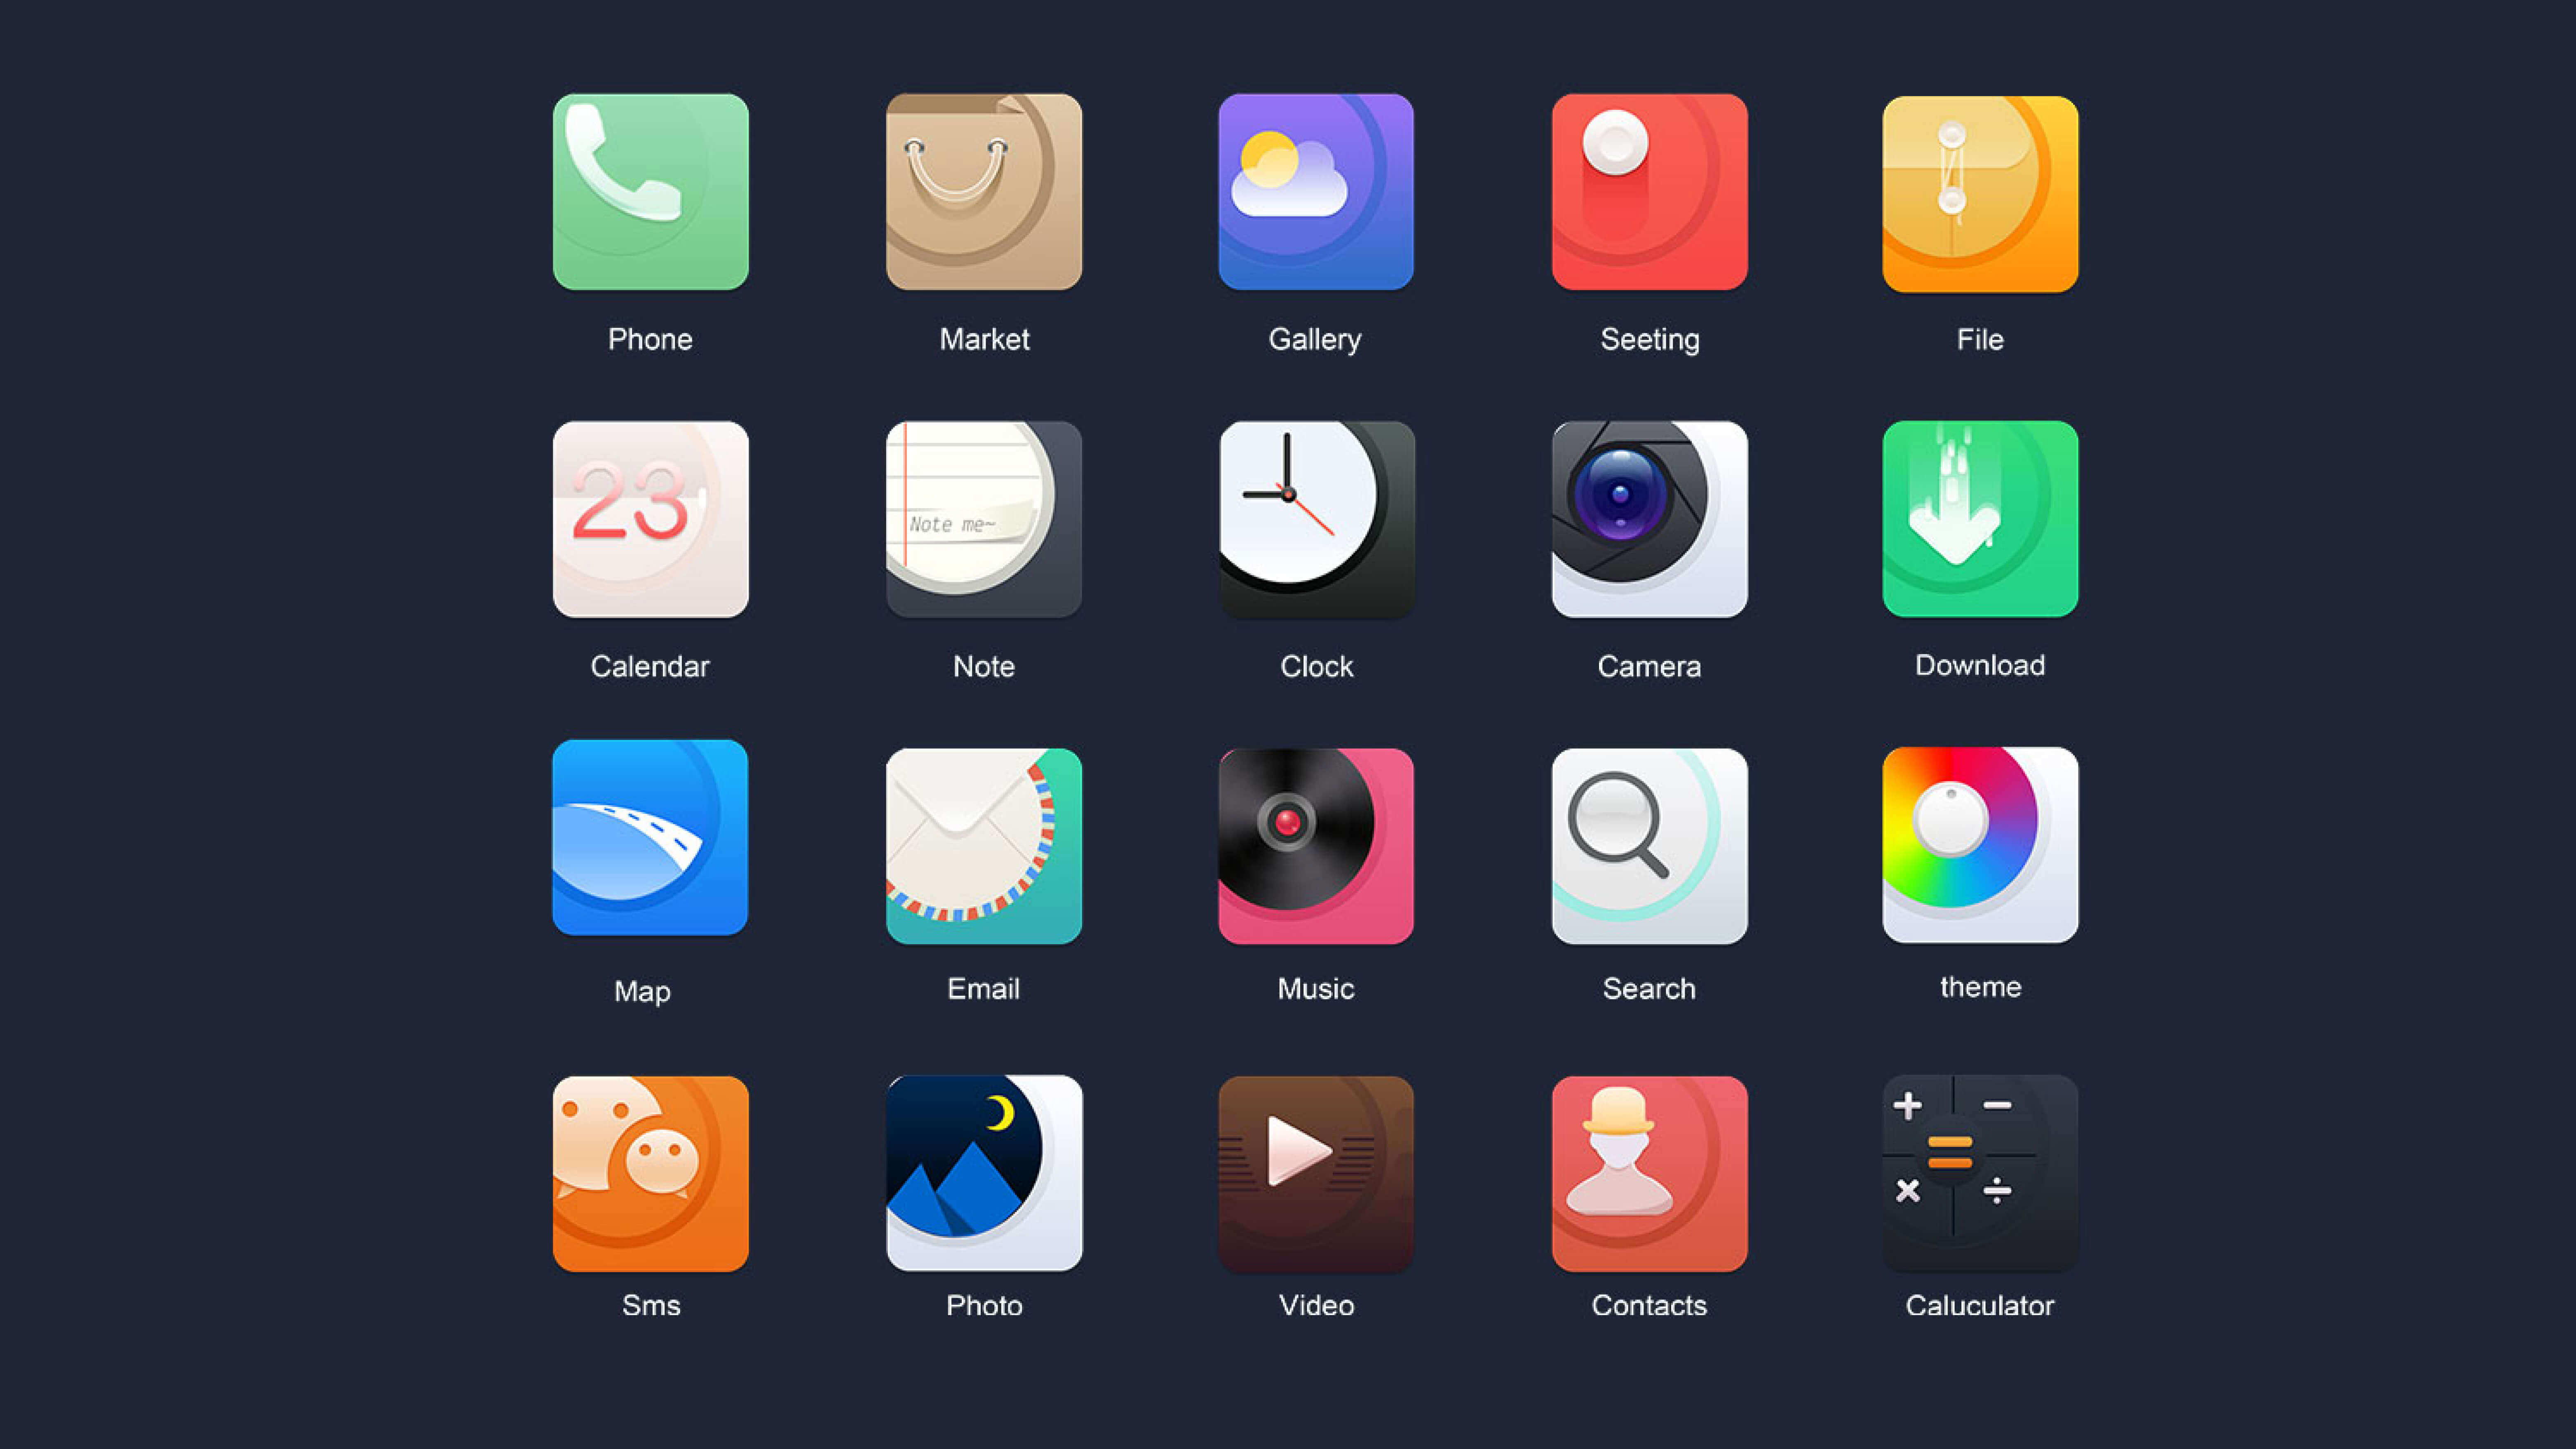 Phone
Market
Gallery
Seeting
File
23
Note me~
Calendar
Note
Clock
Camera
Download
Map
Email
Music
Search
theme
+ −
=
× ÷
Sms
Photo
Video
Contacts
Caluculator